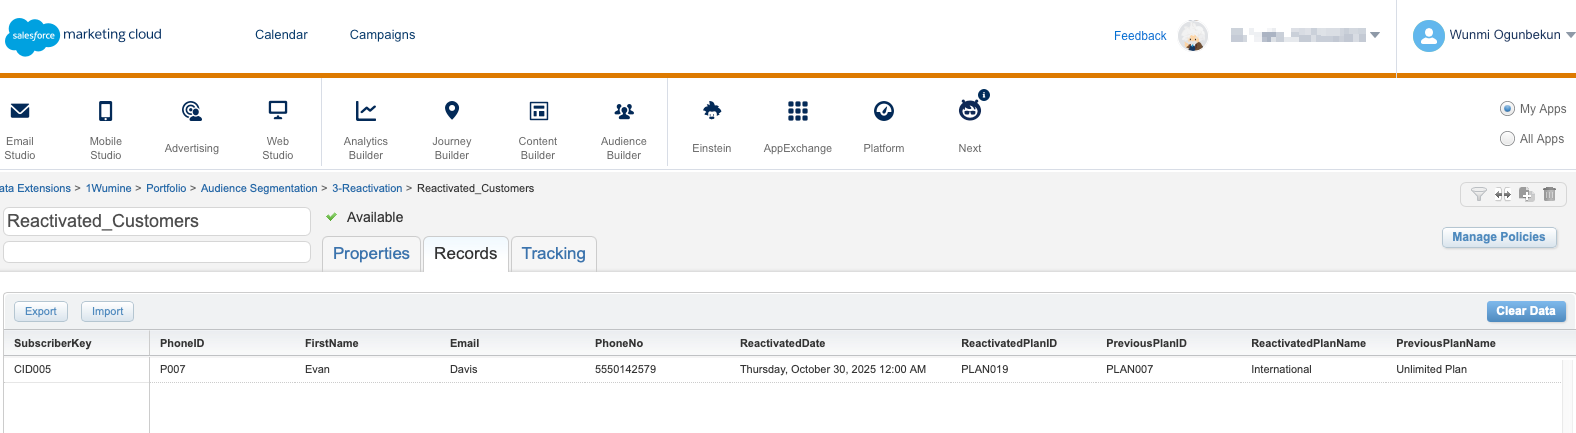 salesforce marketing cloud
Calendar
Campaigns
Feedback
Wunmi Ogunbekun
Email Studio
Mobile Studio
Advertising
Web Studio
Analytics Builder
Journey Builder
Content Builder
Audience Builder
Einstein
AppExchange
Platform
Next
i
My Apps
All Apps
ata Extensions > 1Wumine > Portfolio > Audience Segmentation > 3-Reactivation > Reactivated_Customers
Reactivated_Customers
Available
Manage Policies
Properties
Records
Tracking
Export
Import
Clear Data
SubscriberKey PhoneID FirstName Email PhoneNo ReactivatedDate ReactivatedPlanID PreviousPlanID ReactivatedPlanName PreviousPlanName
CID005 P007 Evan Davis 5550142579 Thursday, October 30, 2025 12:00 AM PLAN019 PLAN007 International Unlimited Plan